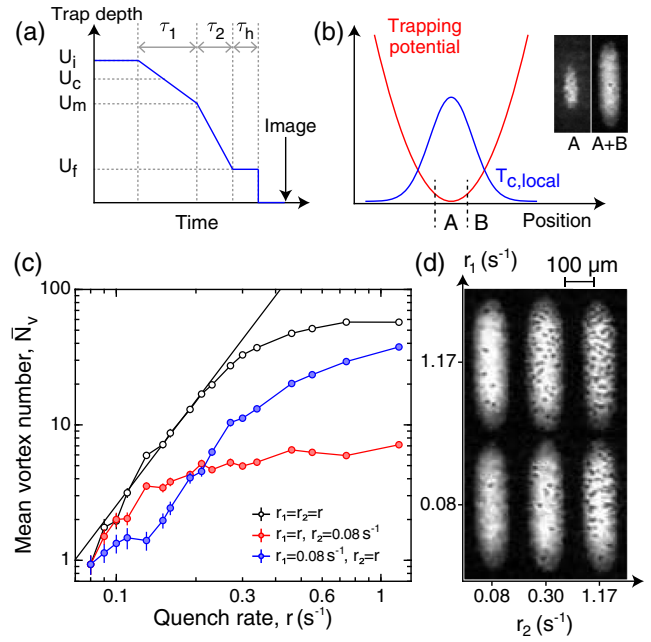 (a)
Trap depth
τ1 τ2 τh
Ui
Uc
Um
Uf
Image
Time
(b)
Trapping
potential
A A+B
Tc,local
A B
Position
(c)
Mean vortex number, N̄v
100
10
1
0.1 0.3 0.5 1
Quench rate, r (s⁻¹)
r1=r2=r
r1=r, r2=0.08 s⁻¹
r1=0.08 s⁻¹, r2=r
(d)
r1 (s⁻¹)
100 μm
1.17
0.08
0.08 0.30 1.17
r2 (s⁻¹)